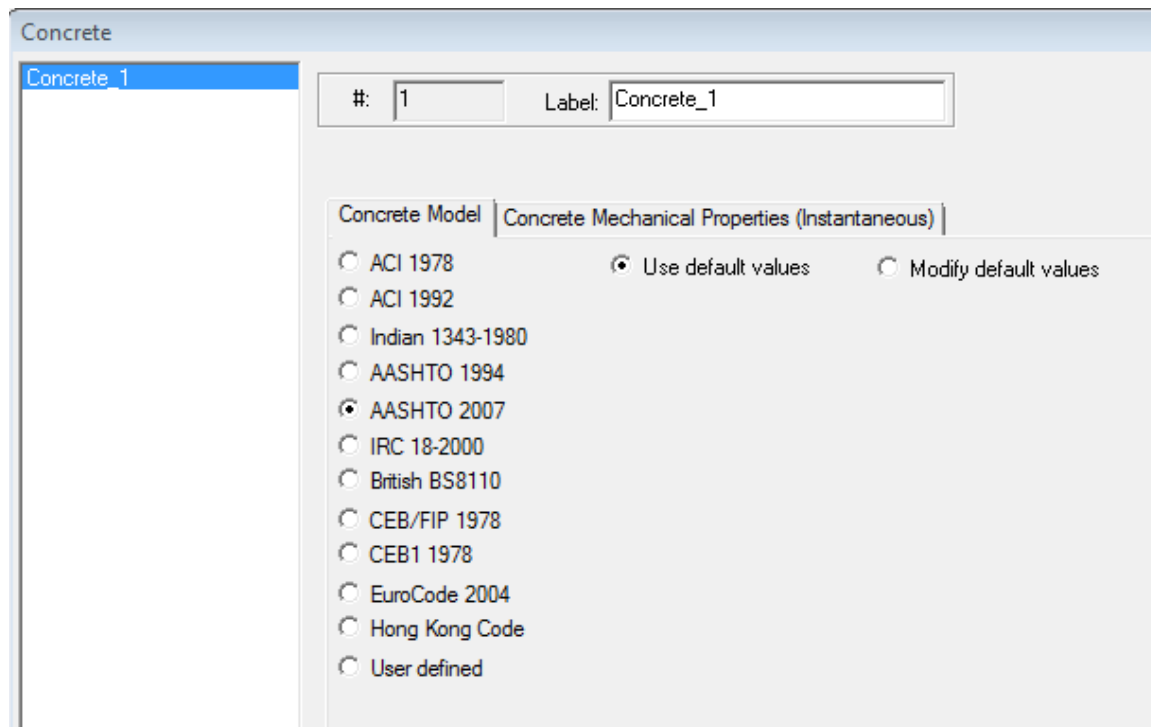 Concrete
Concrete_1
#: 1 Label: Concrete_1
Concrete Model Concrete Mechanical Properties (Instantaneous)
ACI 1978 Use default values Modify default values
ACI 1992
Indian 1343-1980
AASHTO 1994
AASHTO 2007
IRC 18-2000
British BS8110
CEB/FIP 1978
CEB1 1978
EuroCode 2004
Hong Kong Code
User defined